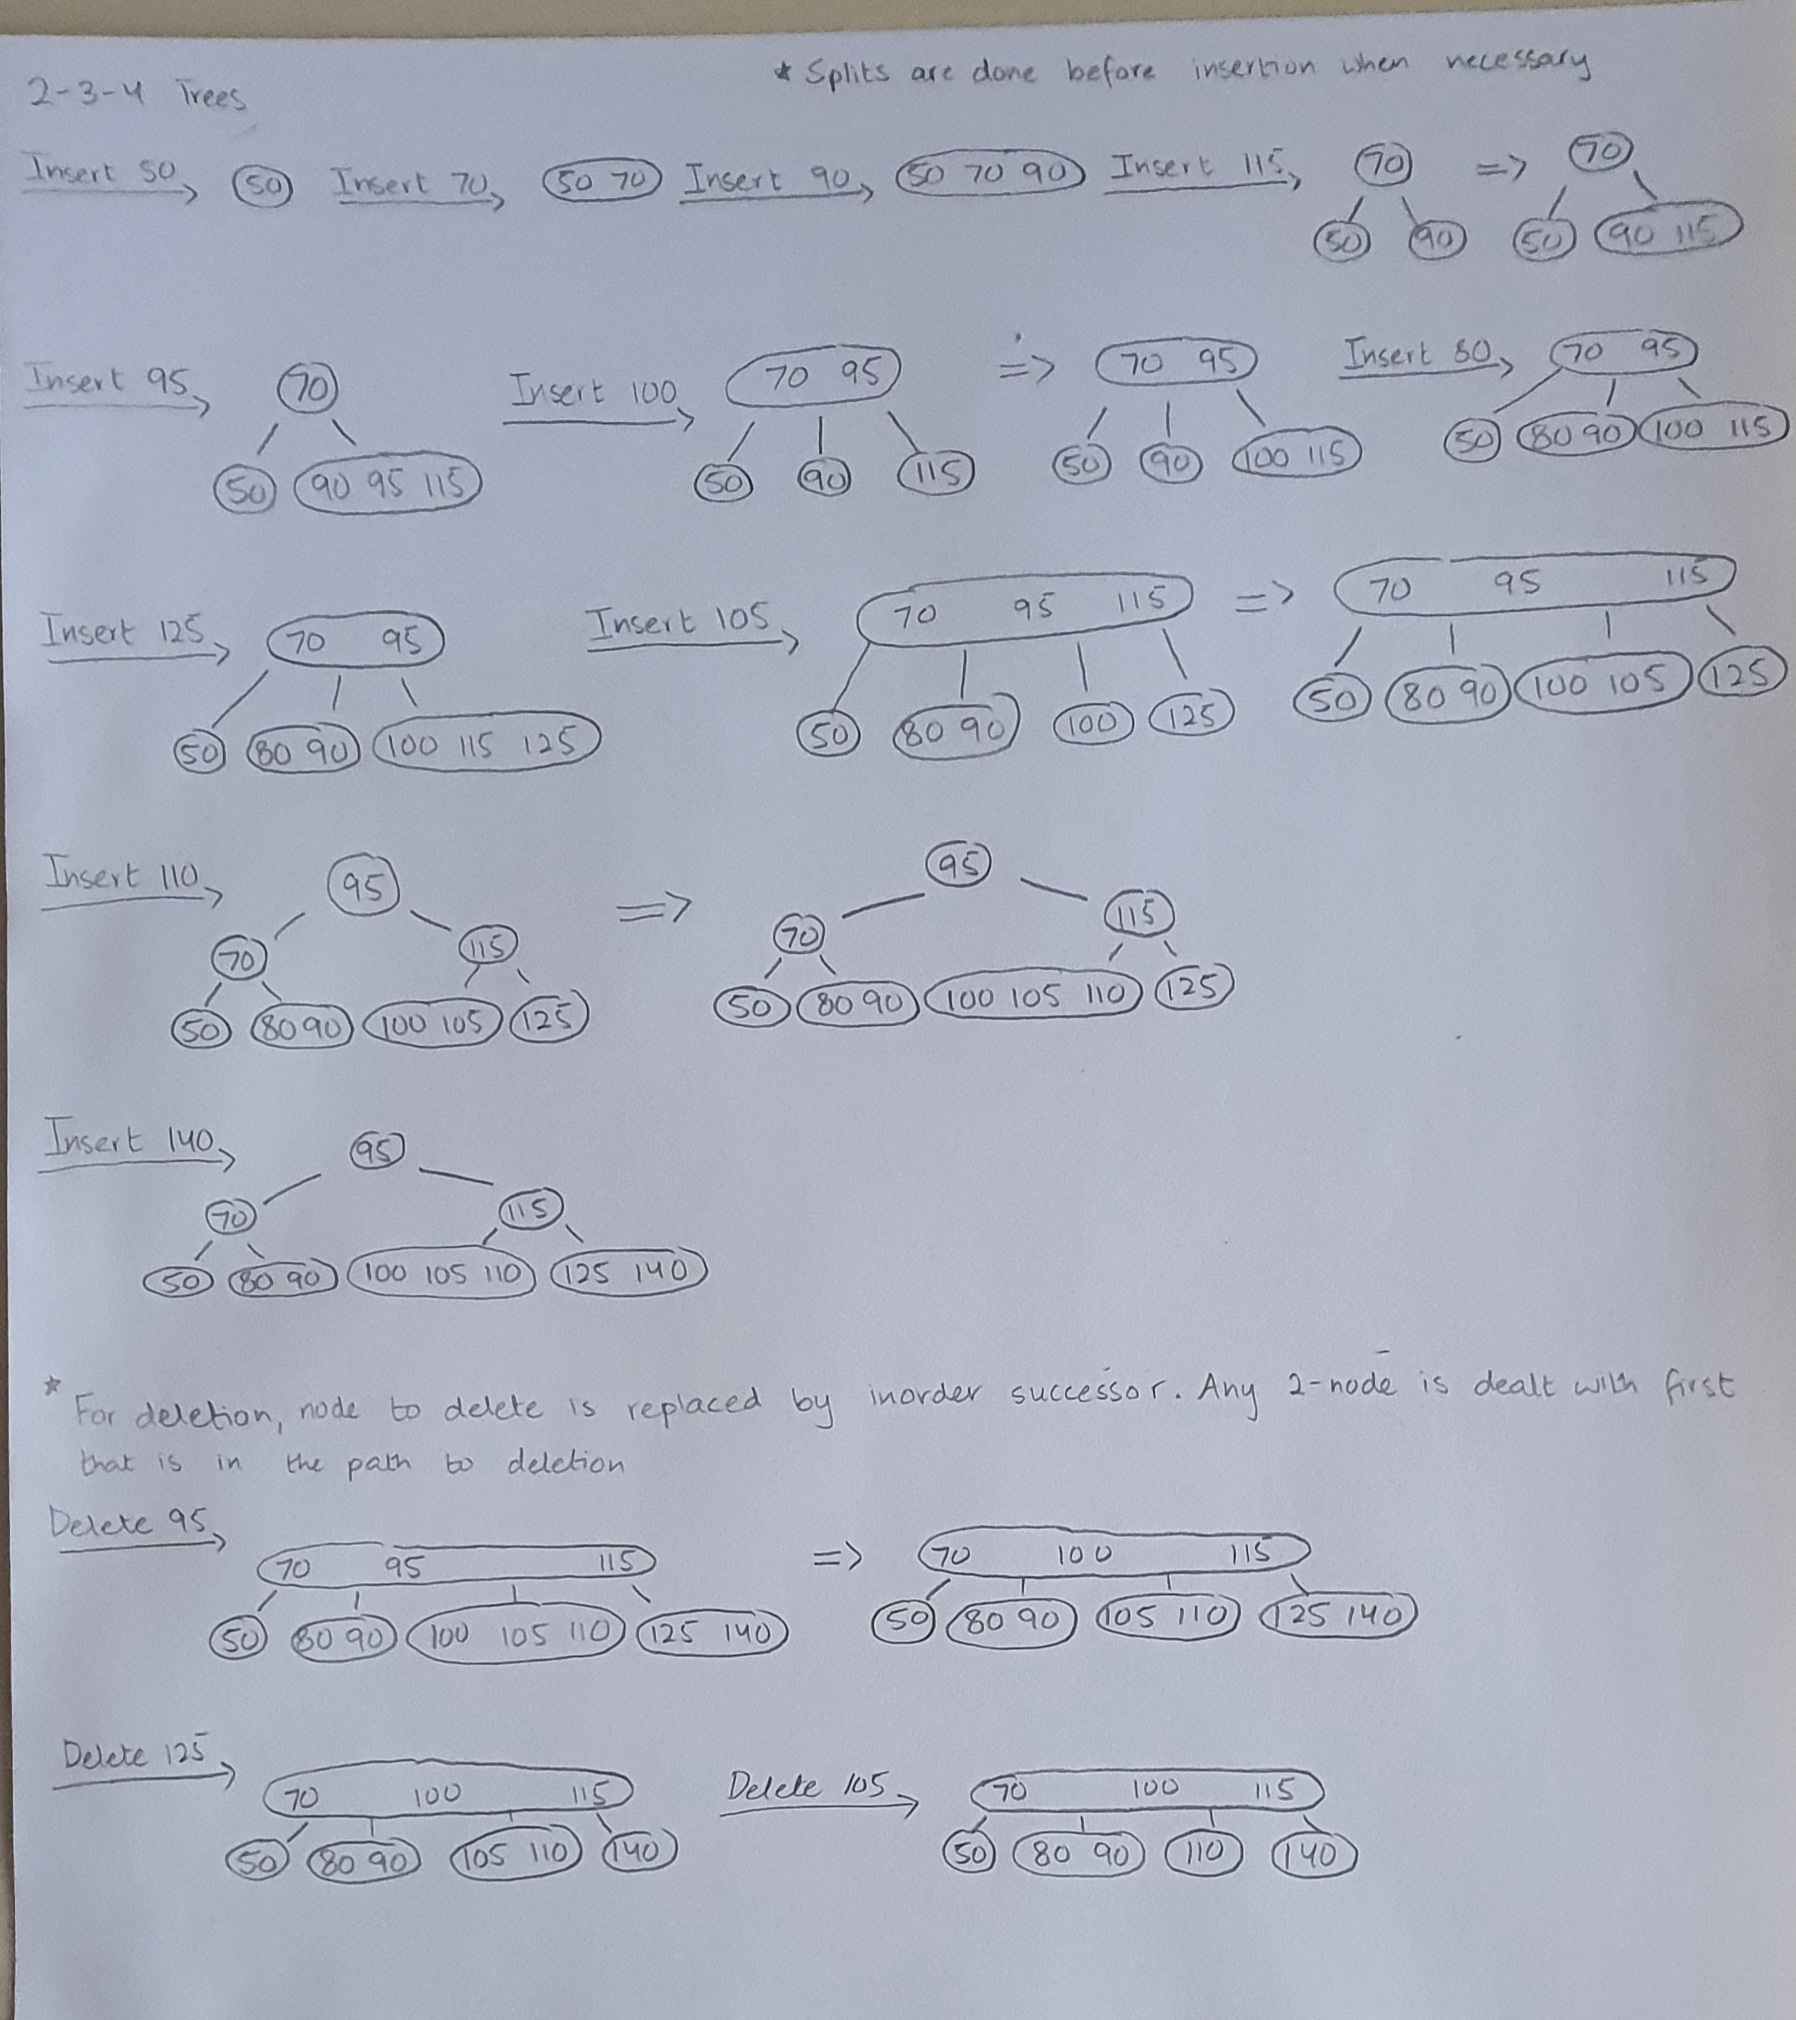 2-3-4 Trees
* Splits are done before insertion when necessary
Insert 50, 50 Insert 70, 50 70 Insert 90, 50 70 90 Insert 115, 70 => 70
50 90 50 90 115
Insert 95, 70 Insert 100, 70 95 => 70 95 Insert 80, 70 95
50 90 95 115 50 90 115 50 90 100 115 50 80 90 100 115
Insert 125, 70 95 Insert 105, 70 95 115 => 70 95 115
50 80 90 100 115 125 50 80 90 100 125 50 80 90 100 105 125
Insert 110, 95 => 95
70 115 70 115
50 80 90 100 105 125 50 80 90 100 105 110 125
Insert 140, 95
70 115
50 80 90 100 105 110 125 140
* For deletion, node to delete is replaced by inorder successor. Any 2-node is dealt with first
that is in the path to deletion
Delete 95,
70 95 115 => 70 100 115
50 80 90 100 105 110 125 140 50 80 90 105 110 125 140
Delete 125, 70 100 115 Delete 105, 70 100 115
50 80 90 105 110 140 50 80 90 110 140